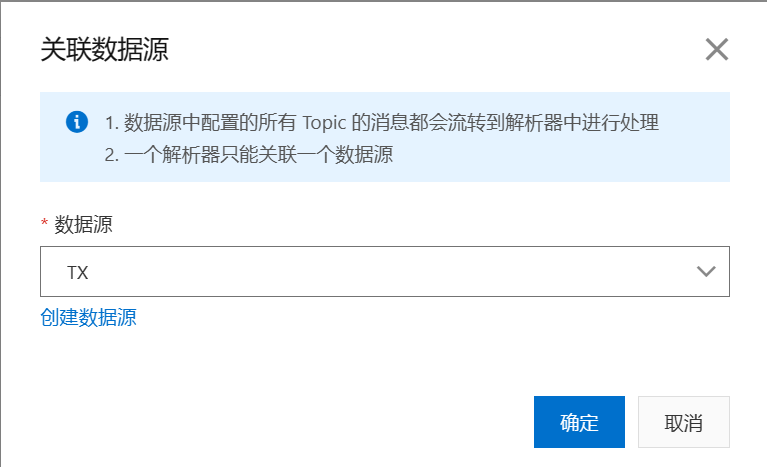 关联数据源
1. 数据源中配置的所有 Topic 的消息都会流转到解析器中进行处理
2. 一个解析器只能关联一个数据源
* 数据源
TX
创建数据源
确定 取消